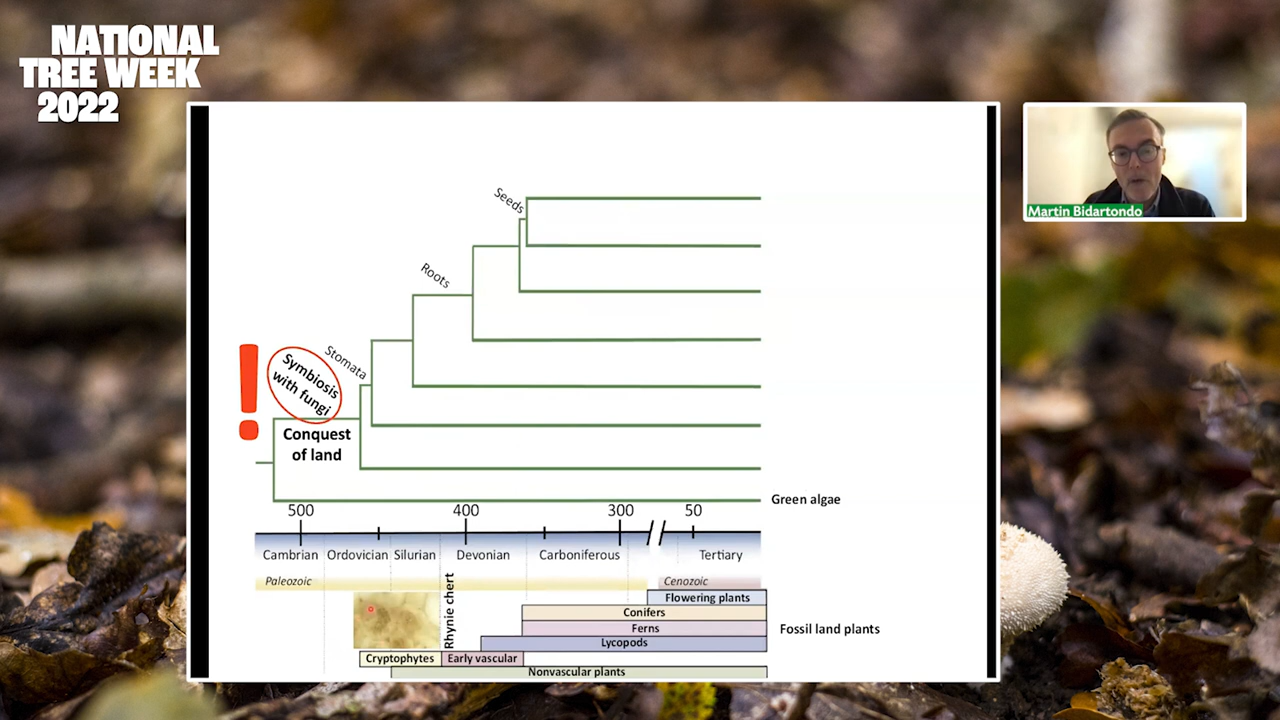 NATIONAL
TREE WEEK
2022
Martin Bidartondo
Seeds
Roots
Stomata
Symbiosis
with fungi
!
Conquest
of land
Green algae
500 400 300 50
Cambrian Ordovician Silurian Devonian Carboniferous Tertiary
Paleozoic Cenozoic
Rhynie chert
Flowering plants
Conifers
Ferns
Fossil land plants
Lycopods
Cryptophytes Early vascular
Nonvascular plants